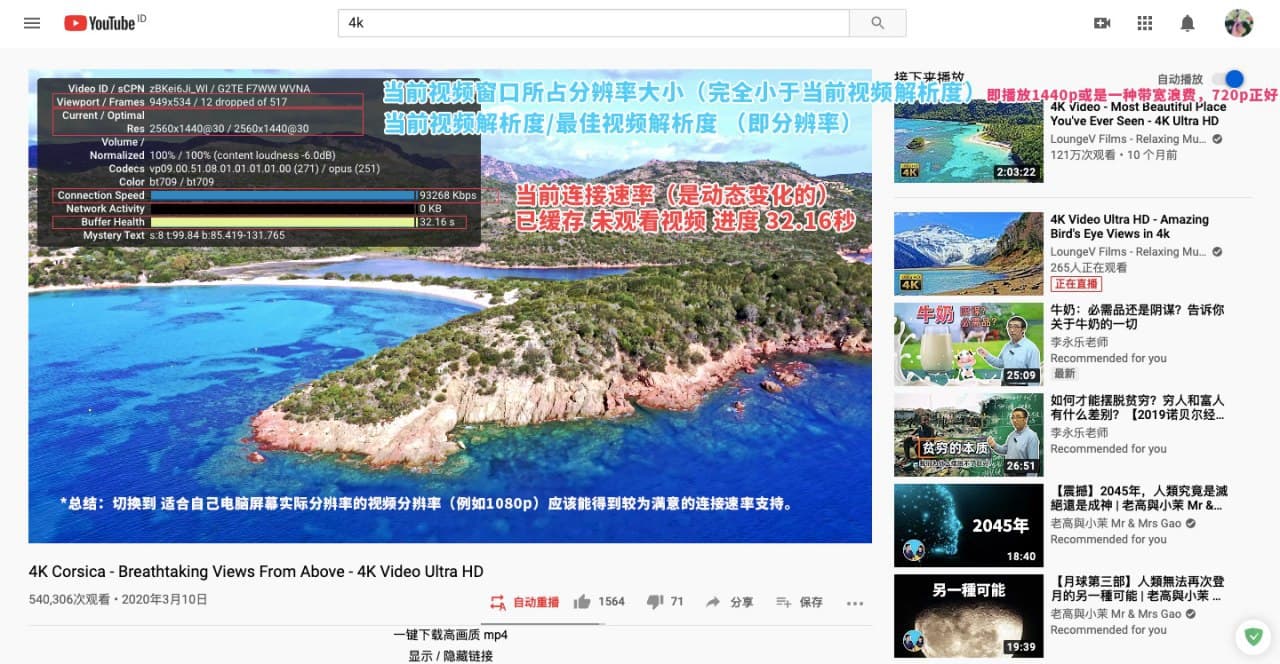 YouTube ID
4k
Video ID / sCPN zBKei6Ji_WI / G2TE F7WW WVNA
Viewport / Frames 949x534 / 12 dropped of 517
Current / Optimal
Res 2560x1440@30 / 2560x1440@30
Volume /
Normalized 100% / 100% (content loudness -6.0dB)
Codecs vp09.00.51.08.01.01.01.01.00 (271) / opus (251)
Color bt709 / bt709
Connection Speed 93268 Kbps
Network Activity 0 KB
Buffer Health 32.16 s
Mystery Text s:8 t:99.84 b:85.419-131.765
当前视频窗口所占分辨率大小（完全小于当前视频解析度）
即播放1440p或是一种带宽浪费，720p正好
当前视频解析度/最佳视频解析度 （即分辨率）
当前连接速率（是动态变化的）
已缓存 未观看视频 进度 32.16秒
*总结：切换到 适合自己电脑屏幕实际分辨率的视频分辨率（例如1080p）应该能得到较为满意的连接速率支持。
4K Corsica - Breathtaking Views From Above - 4K Video Ultra HD
540,306次观看 • 2020年3月10日
自动重播
1564
71
分享
保存
一键下载高画质 mp4
显示 / 隐藏链接
接下来播放
自动播放
4K
2:03:22
4K Video - Most Beautiful Place
You've Ever Seen - 4K Ultra HD
LoungeV Films - Relaxing Mu...
121万次观看 • 10 个月前
4K
4K Video Ultra HD - Amazing
Bird's Eye Views in 4k
LoungeV Films - Relaxing Mu...
265人正在观看
正在直播
牛奶
25:09
牛奶：必需品还是阴谋？告诉你
关于牛奶的一切
李永乐老师
Recommended for you
最新
贫穷的本质
26:51
如何才能摆脱贫穷？穷人和富人
有什么差别？【2019诺贝尔经...
李永乐老师
Recommended for you
2045年
18:40
【震撼】2045年，人類究竟是滅
絕還是成神 | 老高與小茉 Mr &...
老高與小茉 Mr & Mrs Gao
Recommended for you
另一種可能
19:39
【月球第三部】人類無法再次登
月的另一種可能 | 老高與小茉 ...
老高與小茉 Mr & Mrs Gao
Recommended for you